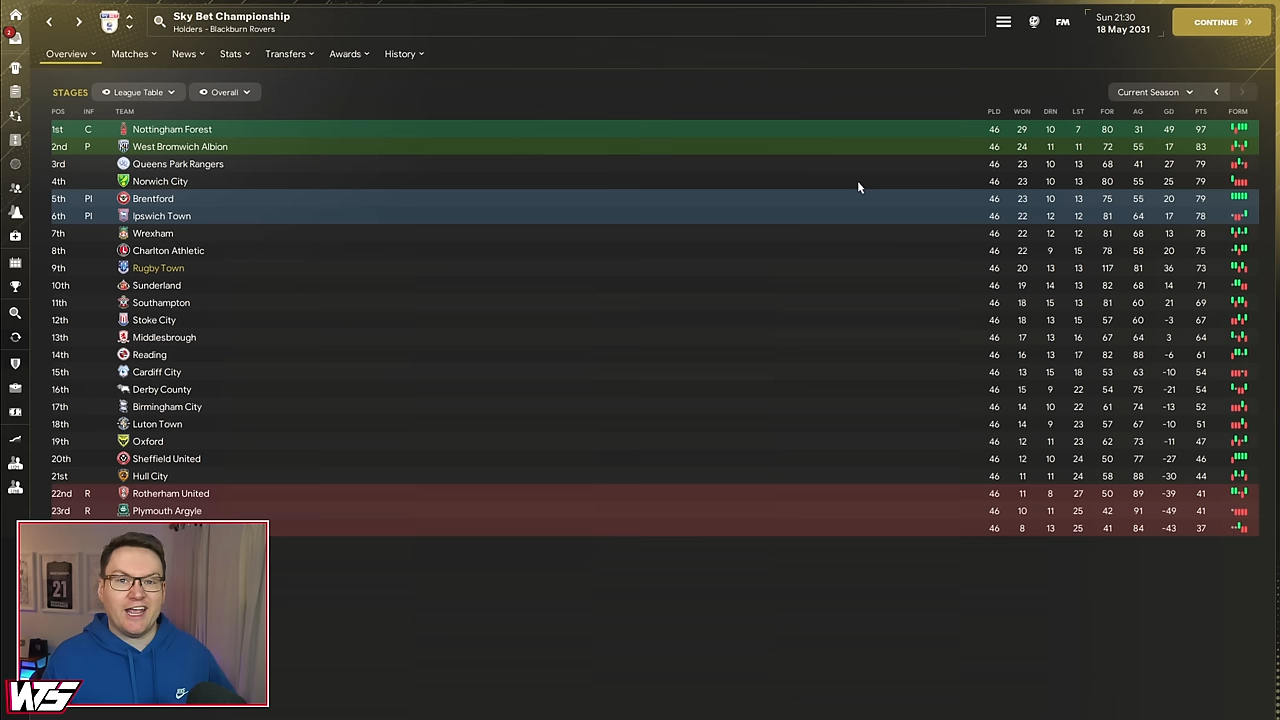 Sky Bet Championship
Holders - Blackburn Rovers
FM
Sun 21:30
18 May 2031
CONTINUE
2
Overview Matches News Stats Transfers Awards History
STAGES League Table Overall Current Season
POS INF TEAM PLD WON DRN LST FOR AG GD PTS FORM
1st C Nottingham Forest 46 29 10 7 80 31 49 97
2nd P West Bromwich Albion 46 24 11 11 72 55 17 83
3rd Queens Park Rangers 46 23 10 13 68 41 27 79
4th Norwich City 46 23 10 13 80 55 25 79
5th Pl Brentford 46 23 10 13 75 55 20 79
6th Pl Ipswich Town 46 22 12 12 81 64 17 78
7th Wrexham 46 22 12 12 81 68 13 78
8th Charlton Athletic 46 22 9 15 78 58 20 75
9th Rugby Town 46 20 13 13 117 81 36 73
10th Sunderland 46 19 14 13 82 68 14 71
11th Southampton 46 18 15 13 81 60 21 69
12th Stoke City 46 18 13 15 57 60 -3 67
13th Middlesbrough 46 17 13 16 67 64 3 64
14th Reading 46 16 13 17 82 88 -6 61
15th Cardiff City 46 13 15 18 53 63 -10 54
16th Derby County 46 15 9 22 54 75 -21 54
17th Birmingham City 46 14 10 22 61 74 -13 52
18th Luton Town 46 14 9 23 57 67 -10 51
19th Oxford 46 12 11 23 62 73 -11 47
20th Sheffield United 46 12 10 24 50 77 -27 46
21st Hull City 46 11 11 24 58 88 -30 44
22nd R Rotherham United 46 11 8 27 50 89 -39 41
23rd R Plymouth Argyle 46 10 11 25 42 91 -49 41
46 8 13 25 41 84 -43 37
21
WTS